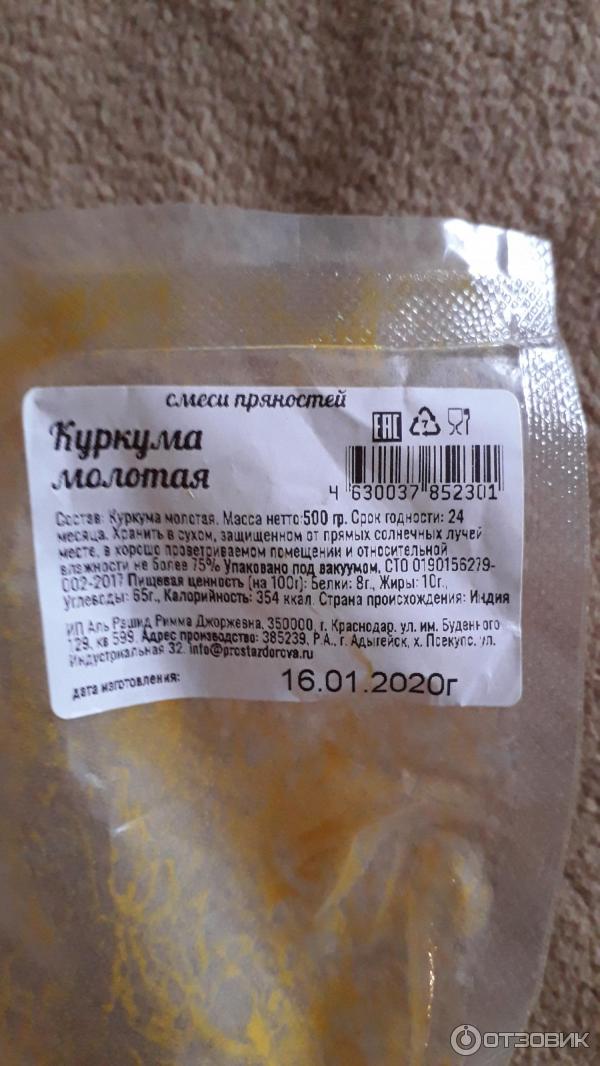 смеси пряностей
Куркума
молотая
EAC
7
4 630037 852301
Состав: Куркума молотая. Масса нетто:500 гр. Срок годности: 24
месяца. Хранить в сухом, защищенном от прямых солнечных лучей
месте, в хорошо проветриваемом помещении и относительной
влажности не более 75% Упаковано под вакуумом, СТО 0190156279-
002-2017 Пищевая ценность (на 100г): Белки: 8г., Жиры: 10г.,
Углеводы: 65г., Калорийность: 354 ккал. Страна происхождения: Индия
ИП Аль Рашид Римма Джоржевна, 350000, г. Краснодар. ул. им. Буденного
129, кв 599. Адрес производство: 385239, Р.А., г. Адыгейск, х. Псекупс. ул.
Индустриальная 32. info@prostazdorova.ru
дата изготовления:
16.01.2020г
ОТЗОВИК